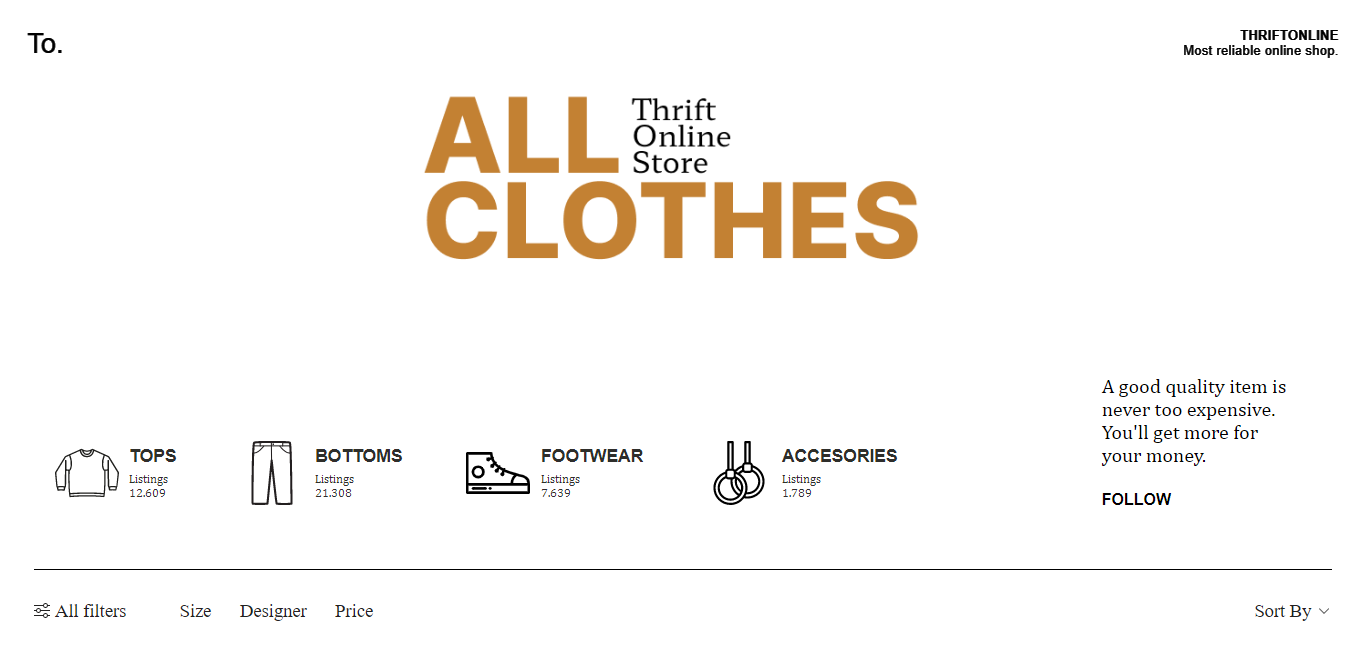 To.
THRIFTONLINE
Most reliable online shop.
ALL
Thrift
Online
Store
CLOTHES
A good quality item is
never too expensive.
You'll get more for
your money.
FOLLOW
TOPS
Listings
12.609
BOTTOMS
Listings
21.308
FOOTWEAR
Listings
7.639
ACCESORIES
Listings
1.789
All filters
Size
Designer
Price
Sort By